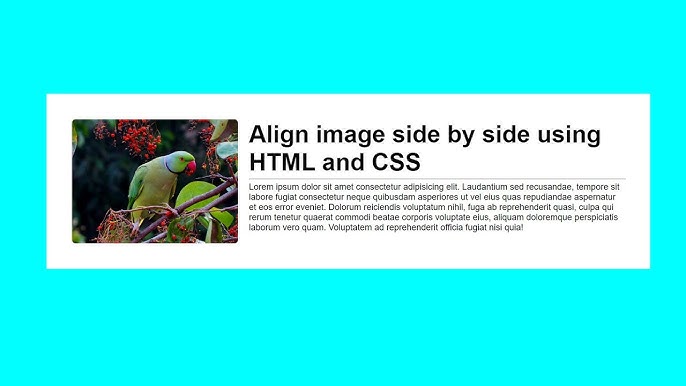 Align image side by side using
HTML and CSS
Lorem ipsum dolor sit amet consectetur adipisicing elit. Laudantium sed recusandae, tempore sit
labore fugiat consectetur neque quibusdam asperiores ut vel eius quas repudiandae aspernatur
et eos error eveniet. Dolorum reiciendis voluptatum nihil, fuga ab reprehenderit quasi, culpa qui
rerum tenetur quaerat commodi beatae corporis voluptate eius, aliquam doloremque perspiciatis
laborum vero quam. Voluptatem ad reprehenderit officia fugiat nisi quia!